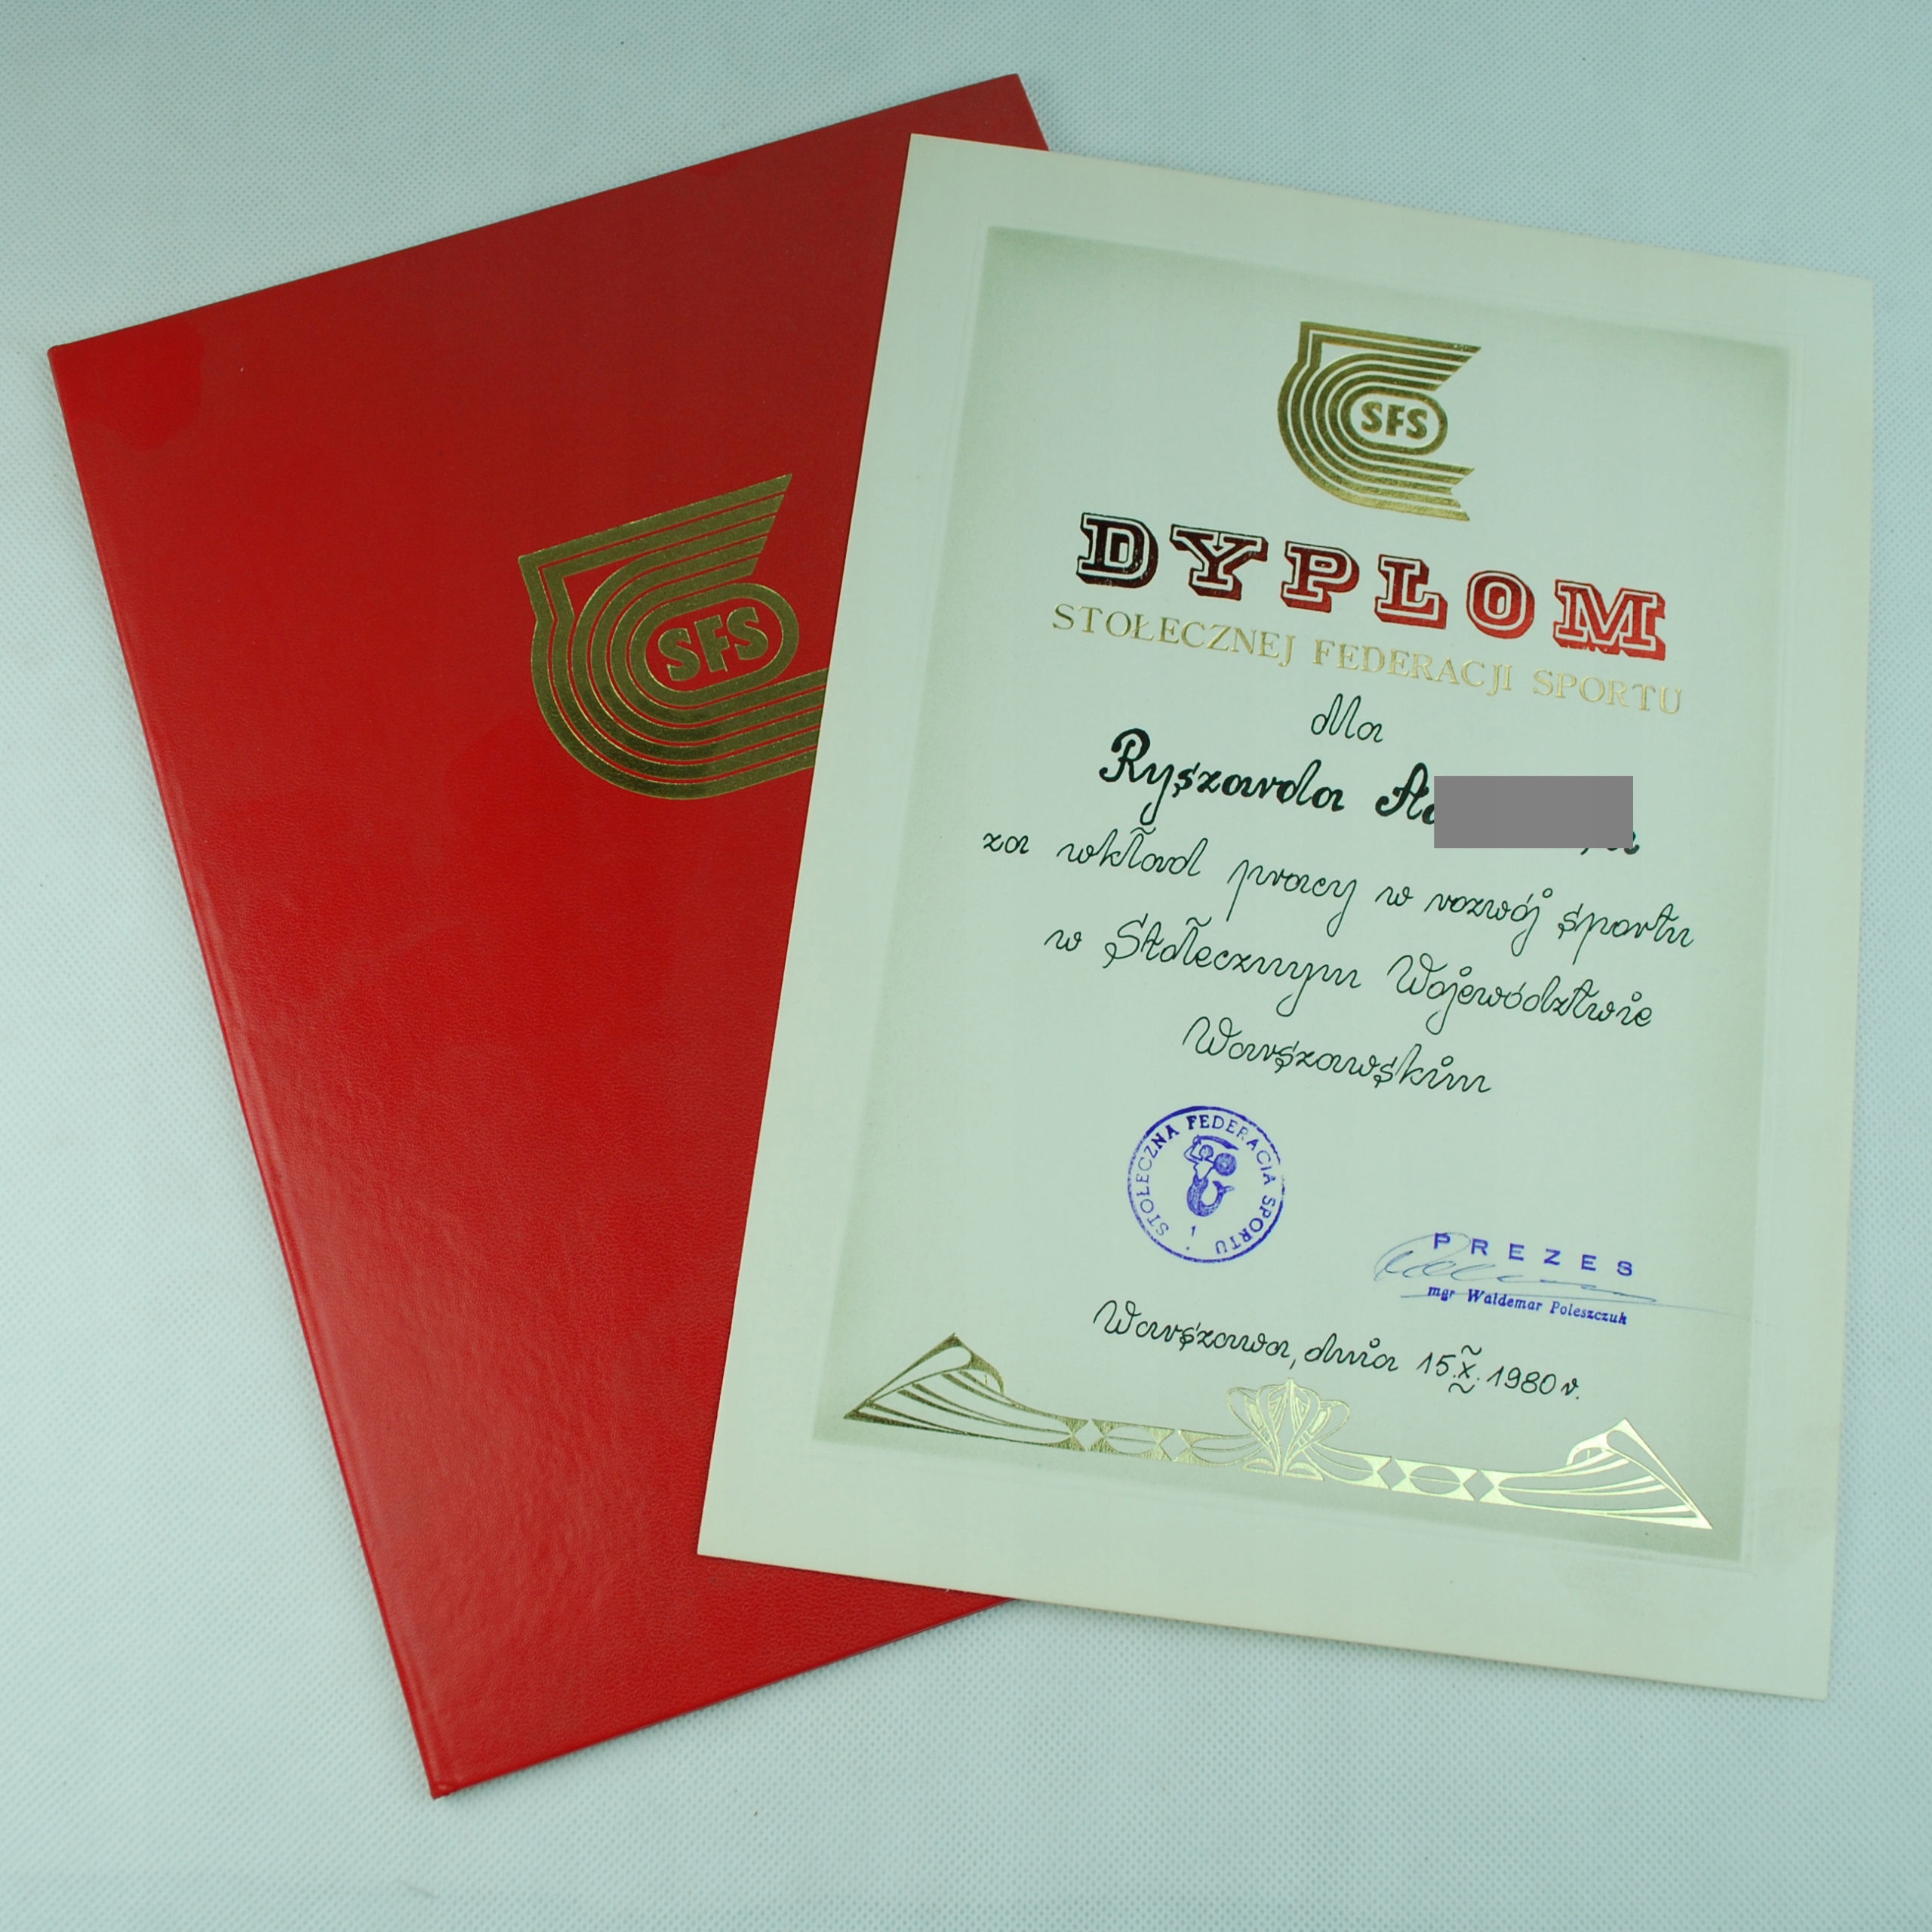 SFS
SFS
DYPLOM
STOŁECZNEJ FEDERACJI SPORTU
dla
Ryszarda
za wkład pracy w rozwój sportu
w Stołecznym Województwie
Warszawskim
STOŁECZNA FEDERACJA SPORTU
1
PREZES
mgr Waldemar Poleszczuk
Warszawa, dnia 15.X.1980 r.